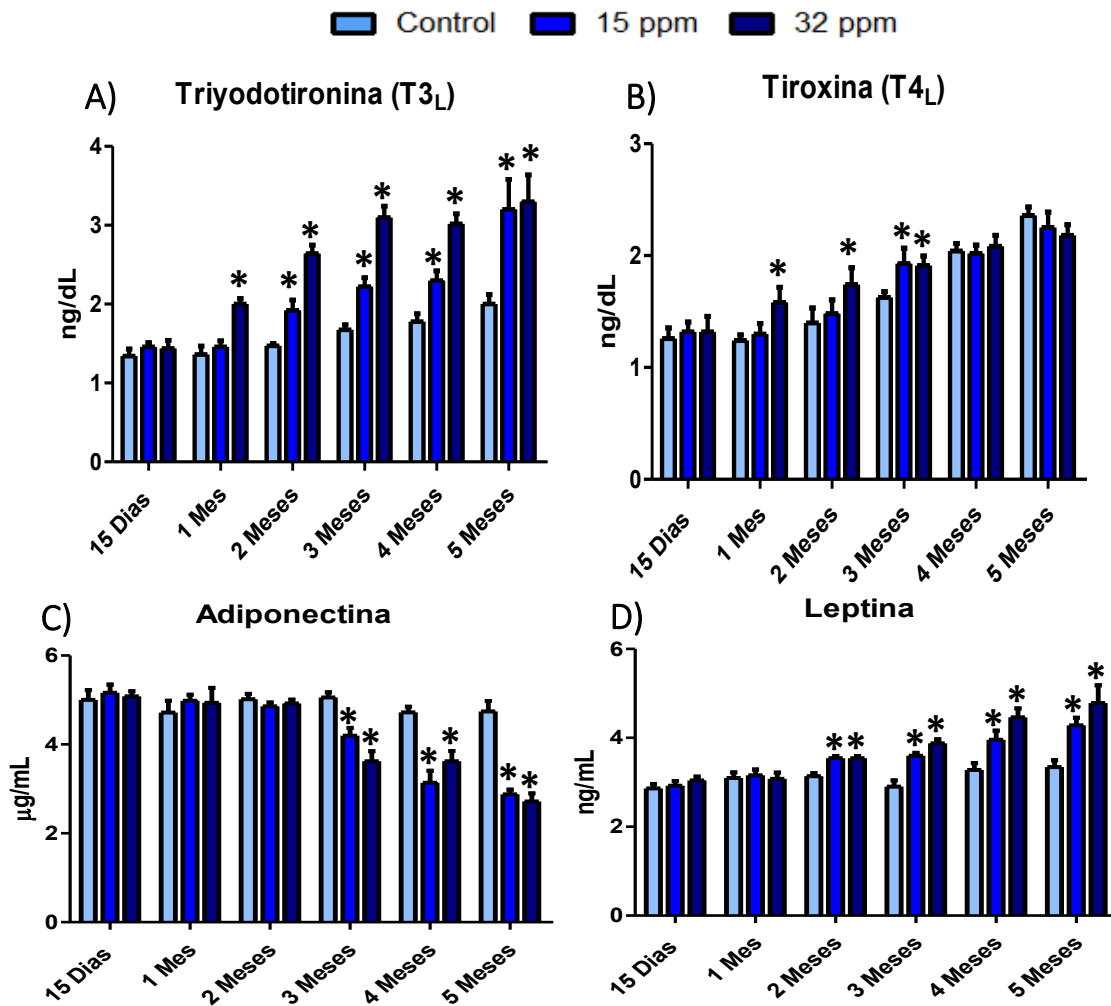 Control 15 ppm 32 ppm
A) Triyodotironina (T3L)
ng/dL
4
3
2
1
0
* * * * * * * * *
15 Dias 1 Mes 2 Meses 3 Meses 4 Meses 5 Meses
B) Tiroxina (T4L)
ng/dL
3
2
1
0
* * * *
15 Dias 1 Mes 2 Meses 3 Meses 4 Meses 5 Meses
C) Adiponectina
µg/mL
6
4
2
0
* * * * * *
15 Dias 1 Mes 2 Meses 3 Meses 4 Meses 5 Meses
D) Leptina
ng/mL
6
4
2
0
* * * * * * * *
15 Dias 1 Mes 2 Meses 3 Meses 4 Meses 5 Meses